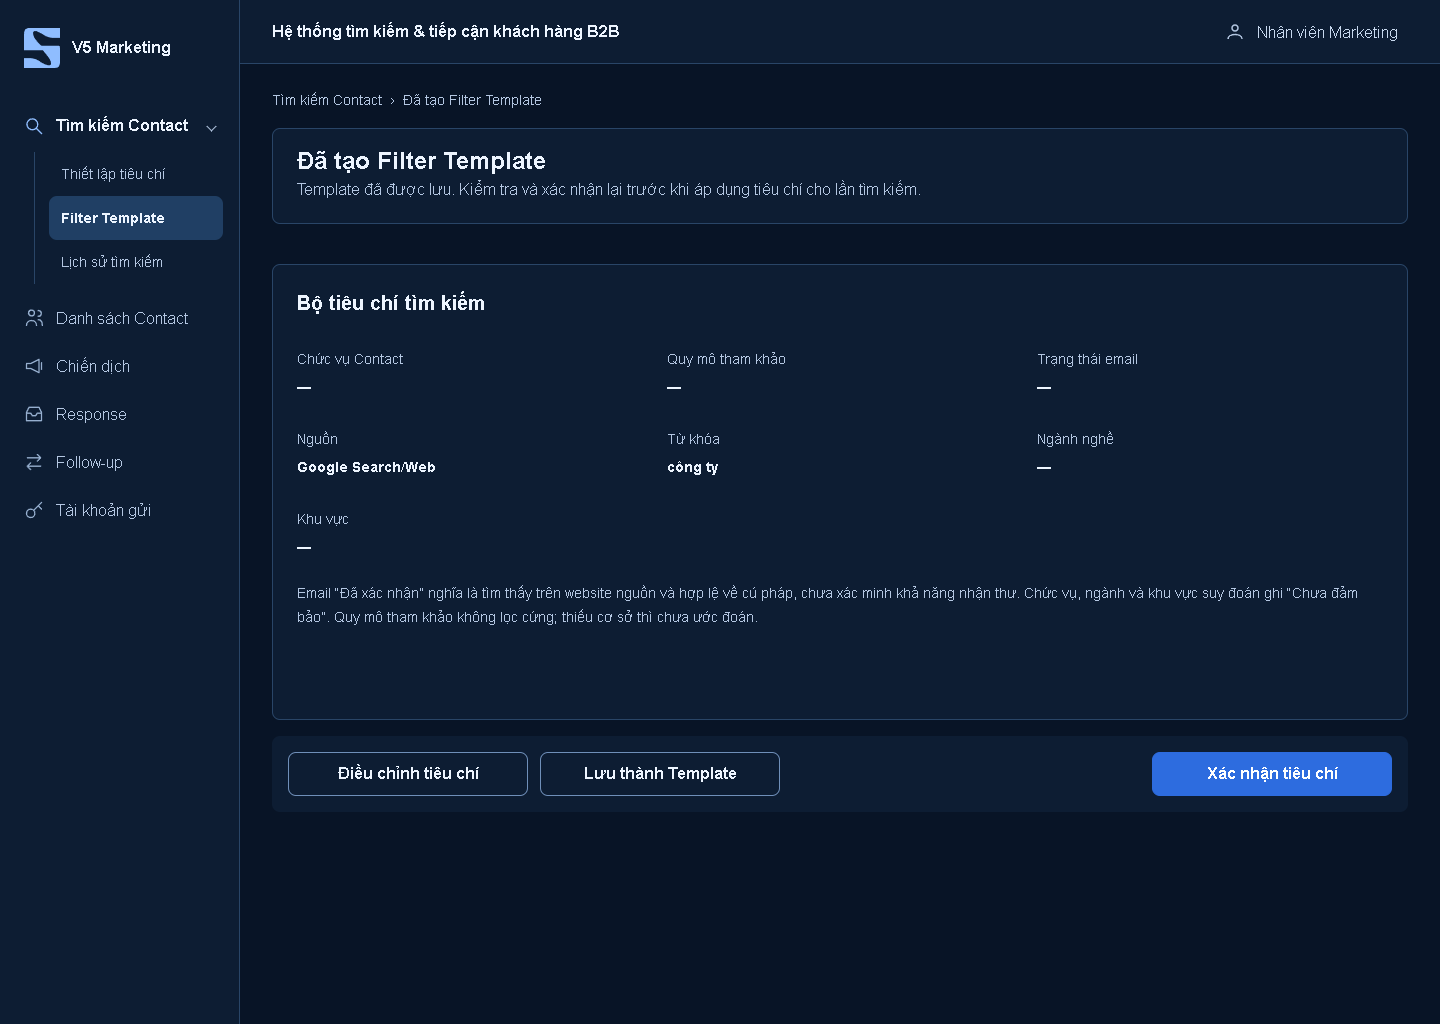 V5 Marketing
Hệ thống tìm kiếm & tiếp cận khách hàng B2B
Nhân viên Marketing
Tìm kiếm Contact
Thiết lập tiêu chí
Filter Template
Lịch sử tìm kiếm
Danh sách Contact
Chiến dịch
Response
Follow-up
Tài khoản gửi
Tìm kiếm Contact › Đã tạo Filter Template
Đã tạo Filter Template
Template đã được lưu. Kiểm tra và xác nhận lại trước khi áp dụng tiêu chí cho lần tìm kiếm.
Bộ tiêu chí tìm kiếm
Chức vụ Contact
—
Quy mô tham khảo
—
Trạng thái email
—
Nguồn
Google Search/Web
Từ khóa
công ty
Ngành nghề
—
Khu vực
—
Email "Đã xác nhận" nghĩa là tìm thấy trên website nguồn và hợp lệ về cú pháp, chưa xác minh khả năng nhận thư. Chức vụ, ngành và khu vực suy đoán ghi "Chưa đảm
bảo". Quy mô tham khảo không lọc cứng; thiếu cơ sở thì chưa ước đoán.
Điều chỉnh tiêu chí
Lưu thành Template
Xác nhận tiêu chí